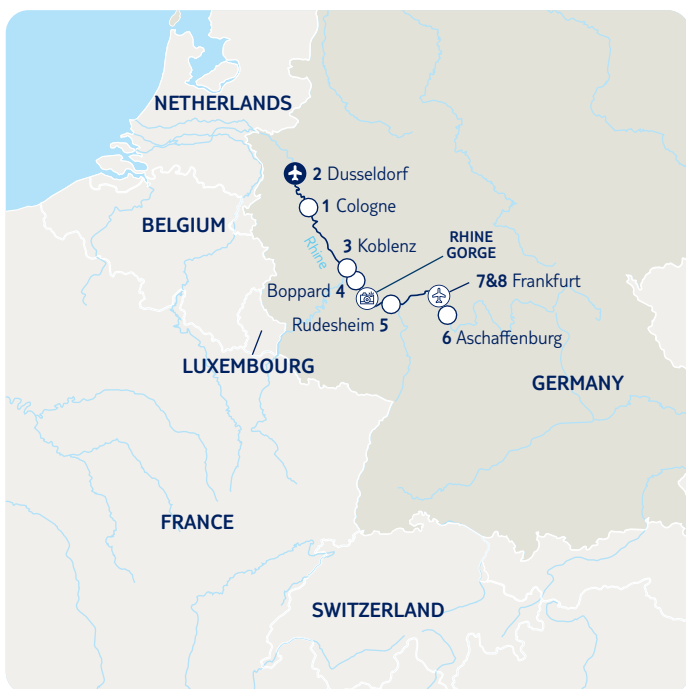 NETHERLANDS
2 Dusseldorf
1 Cologne
BELGIUM
RHINE
GORGE
Rhine
3 Koblenz
7&8 Frankfurt
Boppard 4
Rudesheim 5
6 Aschaffenburg
LUXEMBOURG
GERMANY
FRANCE
SWITZERLAND